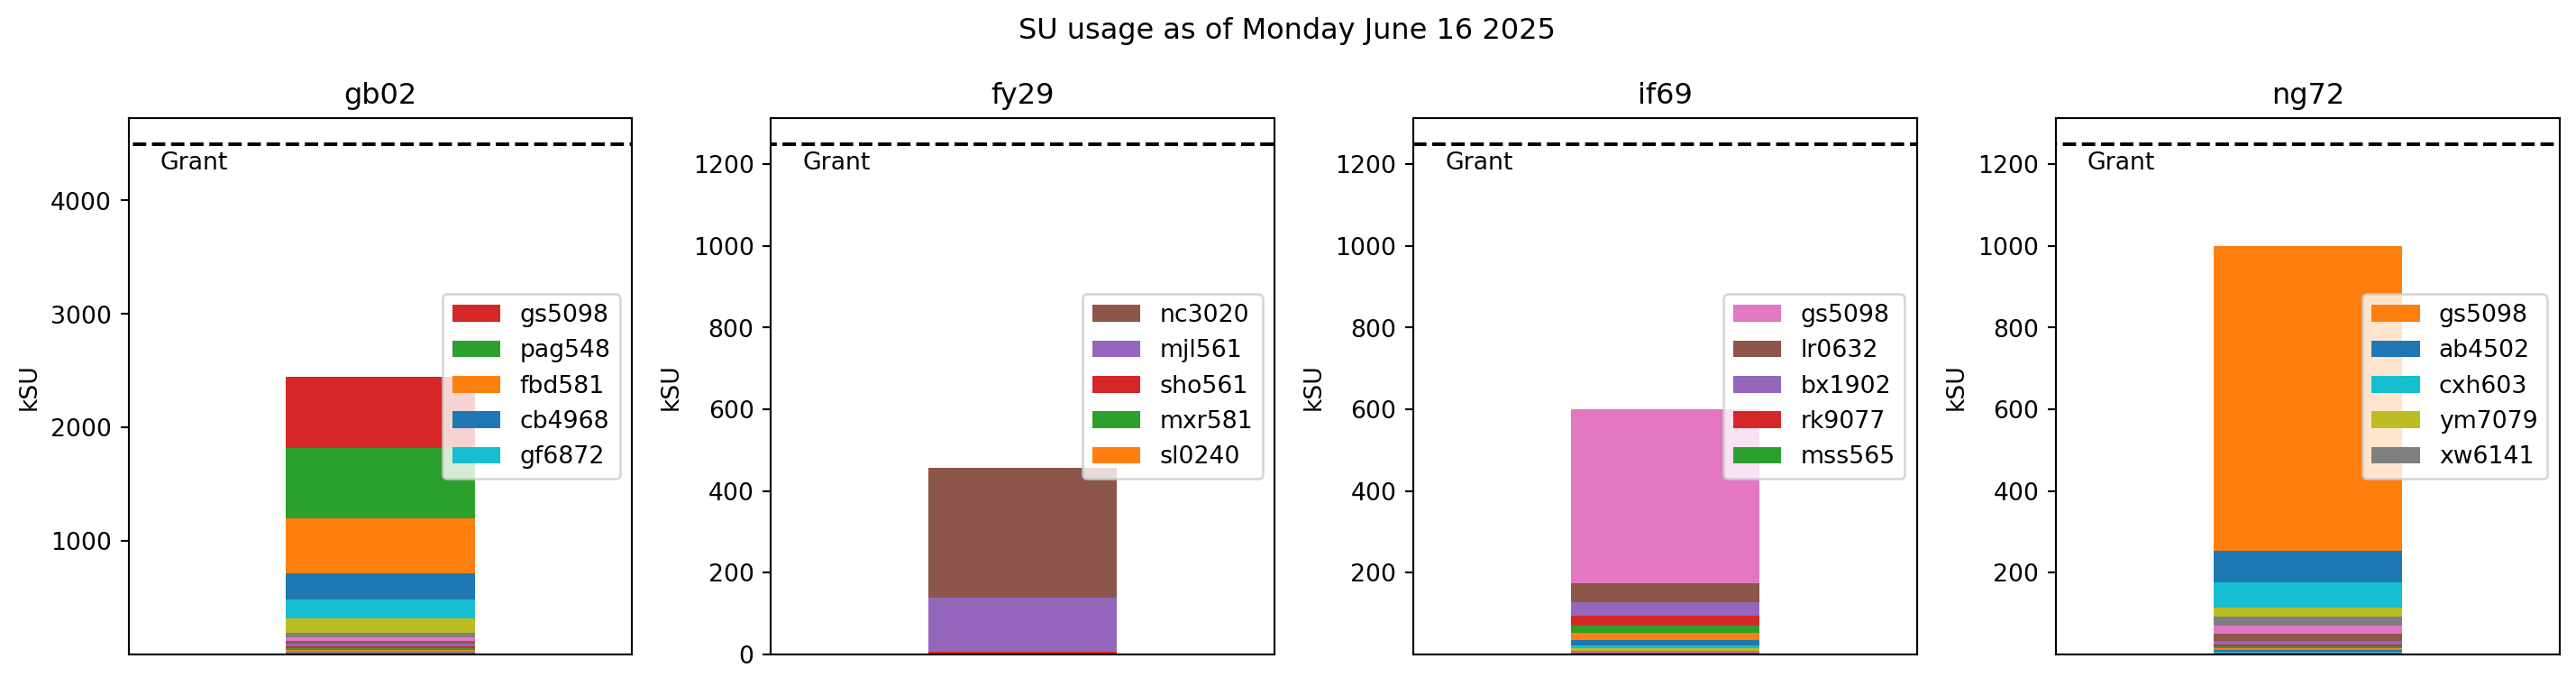 SU usage as of Monday June 16 2025
gb02
kSU
4000
3000
2000
1000
Grant
gs5098
pag548
fbd581
cb4968
gf6872
fy29
kSU
1200
1000
800
600
400
200
0
Grant
nc3020
mjl561
sho561
mxr581
sl0240
if69
kSU
1200
1000
800
600
400
200
Grant
gs5098
lr0632
bx1902
rk9077
mss565
ng72
kSU
1200
1000
800
600
400
200
Grant
gs5098
ab4502
cxh603
ym7079
xw6141